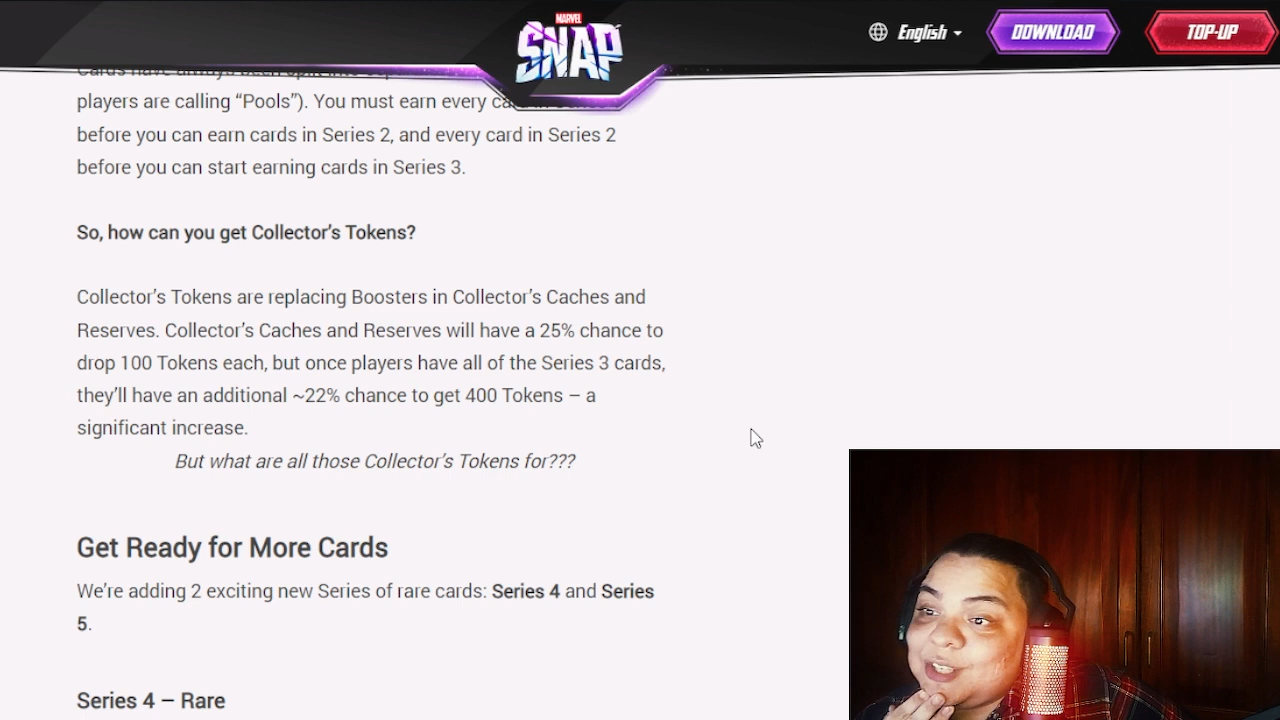 MARVEL
SNAP
English
DOWNLOAD
TOP-UP
Cards have always been split into
players are calling “Pools”). You must earn every
before you can earn cards in Series 2, and every card in Series 2
before you can start earning cards in Series 3.
So, how can you get Collector’s Tokens?
Collector’s Tokens are replacing Boosters in Collector’s Caches and
Reserves. Collector’s Caches and Reserves will have a 25% chance to
drop 100 Tokens each, but once players have all of the Series 3 cards,
they’ll have an additional ~22% chance to get 400 Tokens – a
significant increase.
But what are all those Collector’s Tokens for???
Get Ready for More Cards
We’re adding 2 exciting new Series of rare cards: Series 4 and Series
5.
Series 4 – Rare